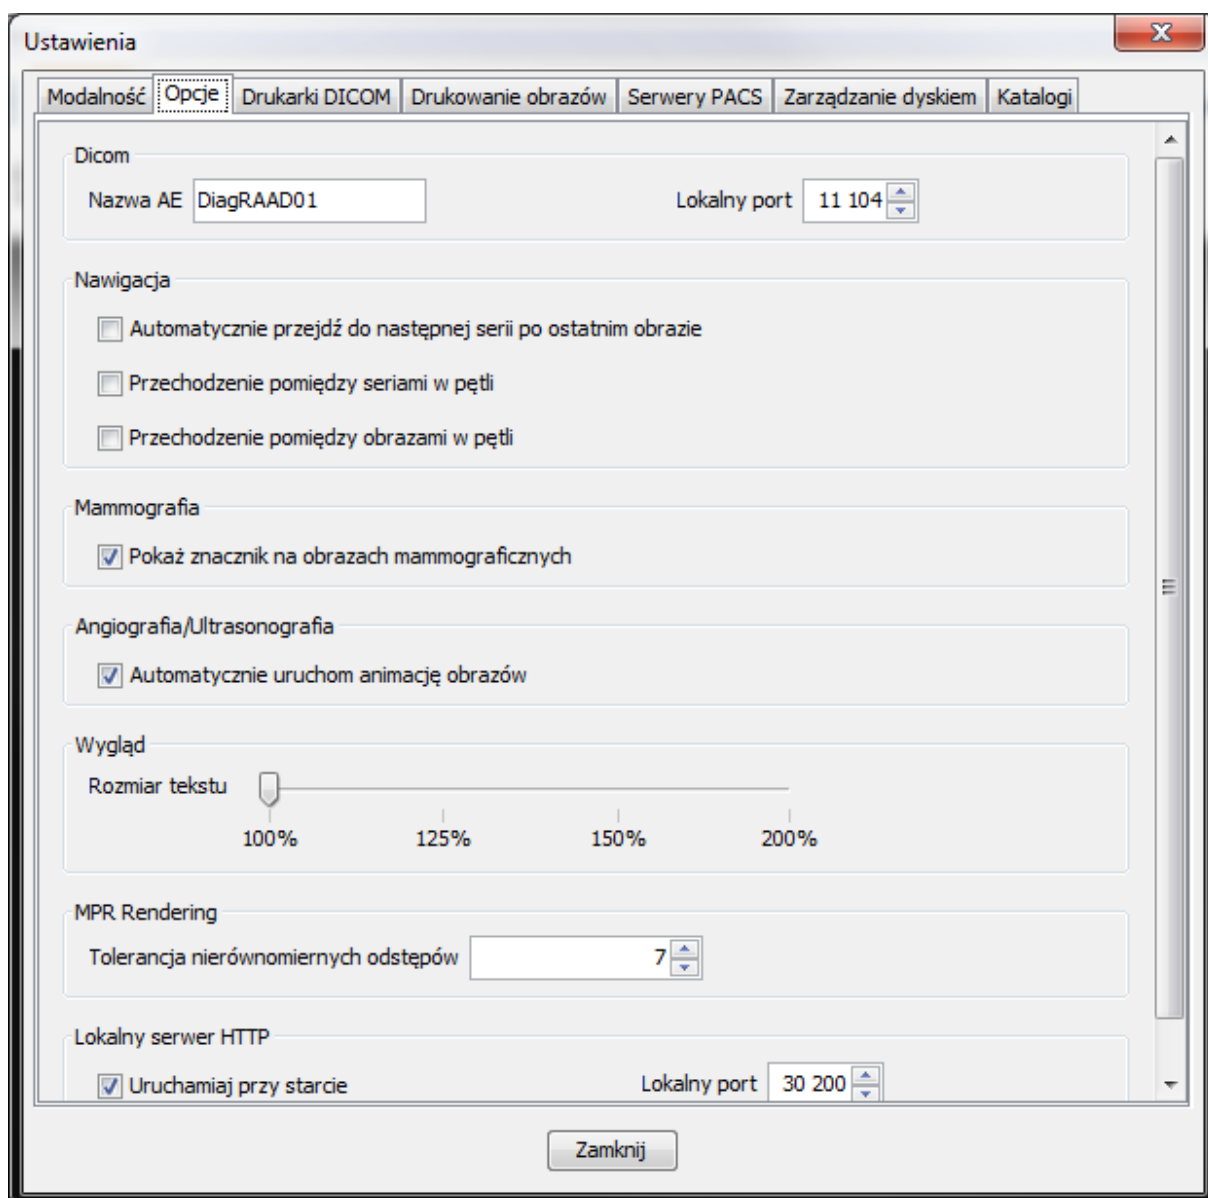 Ustawienia
Modalność Opcje Drukarki DICOM Drukowanie obrazów Serwery PACS Zarządzanie dyskiem Katalogi
Dicom
Nazwa AE DiagRAAD01 Lokalny port 11 104
Nawigacja
Automatycznie przejdź do następnej serii po ostatnim obrazie
Przechodzenie pomiędzy seriami w pętli
Przechodzenie pomiędzy obrazami w pętli
Mammografia
Pokaż znacznik na obrazach mammograficznych
Angiografia/Ultrasonografia
Automatycznie uruchom animację obrazów
Wygląd
Rozmiar tekstu
100% 125% 150% 200%
MPR Rendering
Tolerancja nierównomiernych odstępów 7
Lokalny serwer HTTP
Uruchamiaj przy starcie Lokalny port 30 200
Zamknij